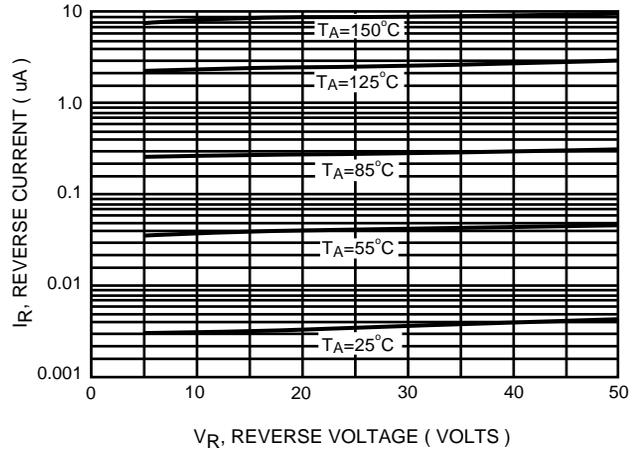 10
TA=150°C
TA=125°C
1.0
TA=85°C
0.1
TA=55°C
0.01
TA=25°C
0.001
0 10 20 30 40 50
IR, REVERSE CURRENT ( uA )
VR, REVERSE VOLTAGE ( VOLTS )